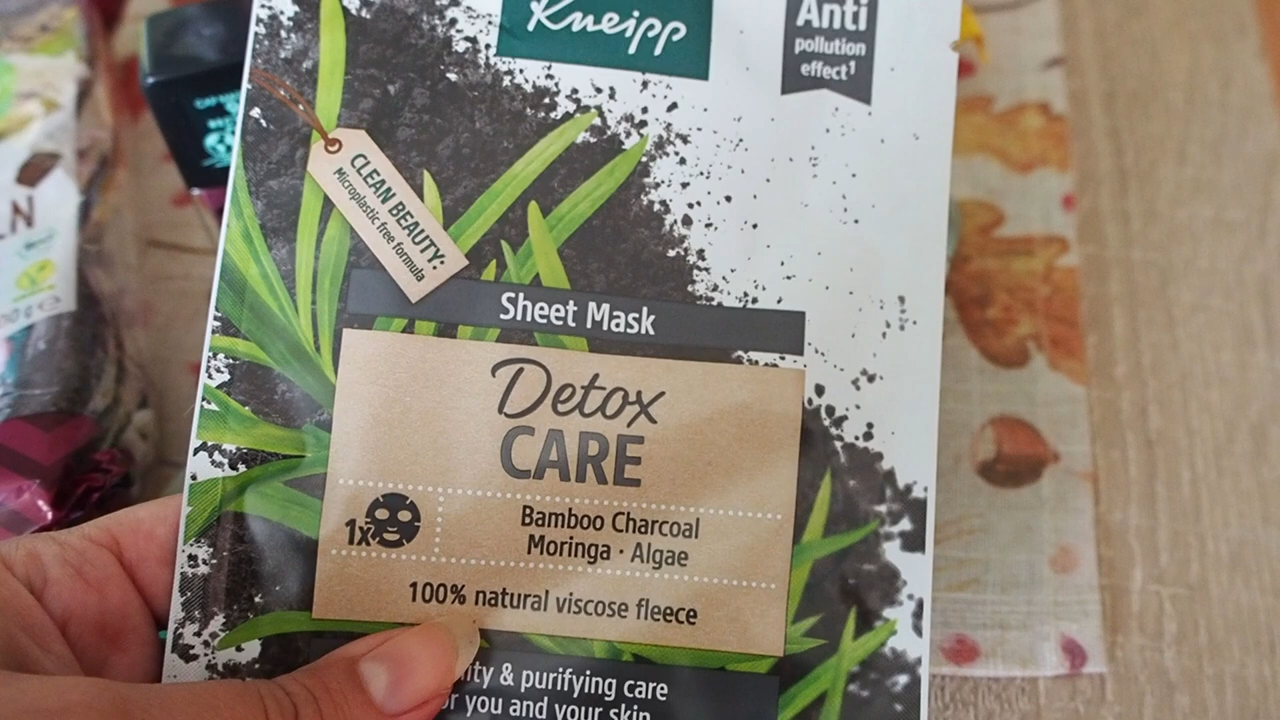 Kneipp
Anti
pollution
effect¹
CLEAN BEAUTY:
Microplastic free formula
Sheet Mask
Detox
CARE
1x
Bamboo Charcoal
Moringa · Algae
100% natural viscose fleece
& purifying care
you and your skin